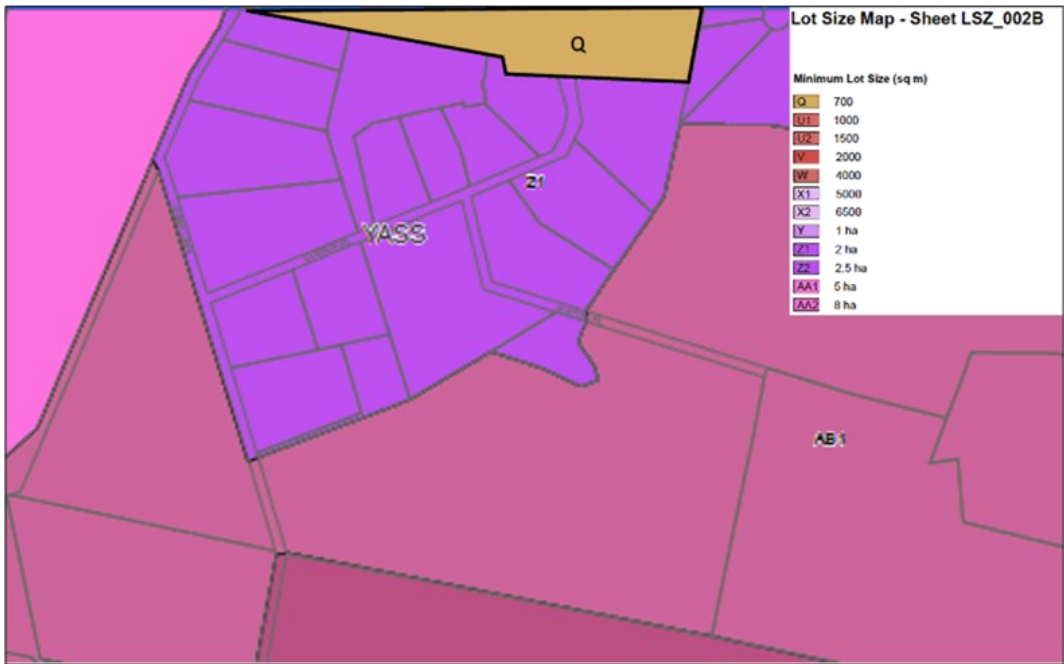 Lot Size Map - Sheet LSZ_002B
Minimum Lot Size (sq m)
Q 700
U1 1000
U2 1500
V 2000
W 4000
X1 5000
X2 6500
Y 1 ha
Z1 2 ha
Z2 2.5 ha
AA1 5 ha
AA2 8 ha
Q
Z1
YASS
AB1